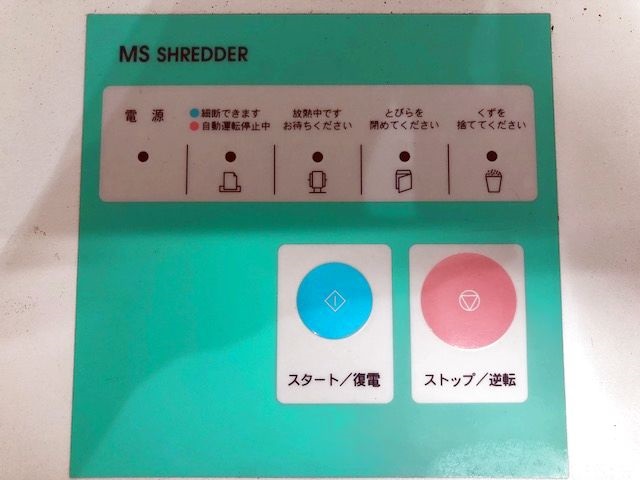 MS SHREDDER
電 源
●細断できます
●自動運転停止中
放熱中です
お待ちください
とびらを
閉めてください
くずを
捨ててください
スタート／復電
ストップ／逆転